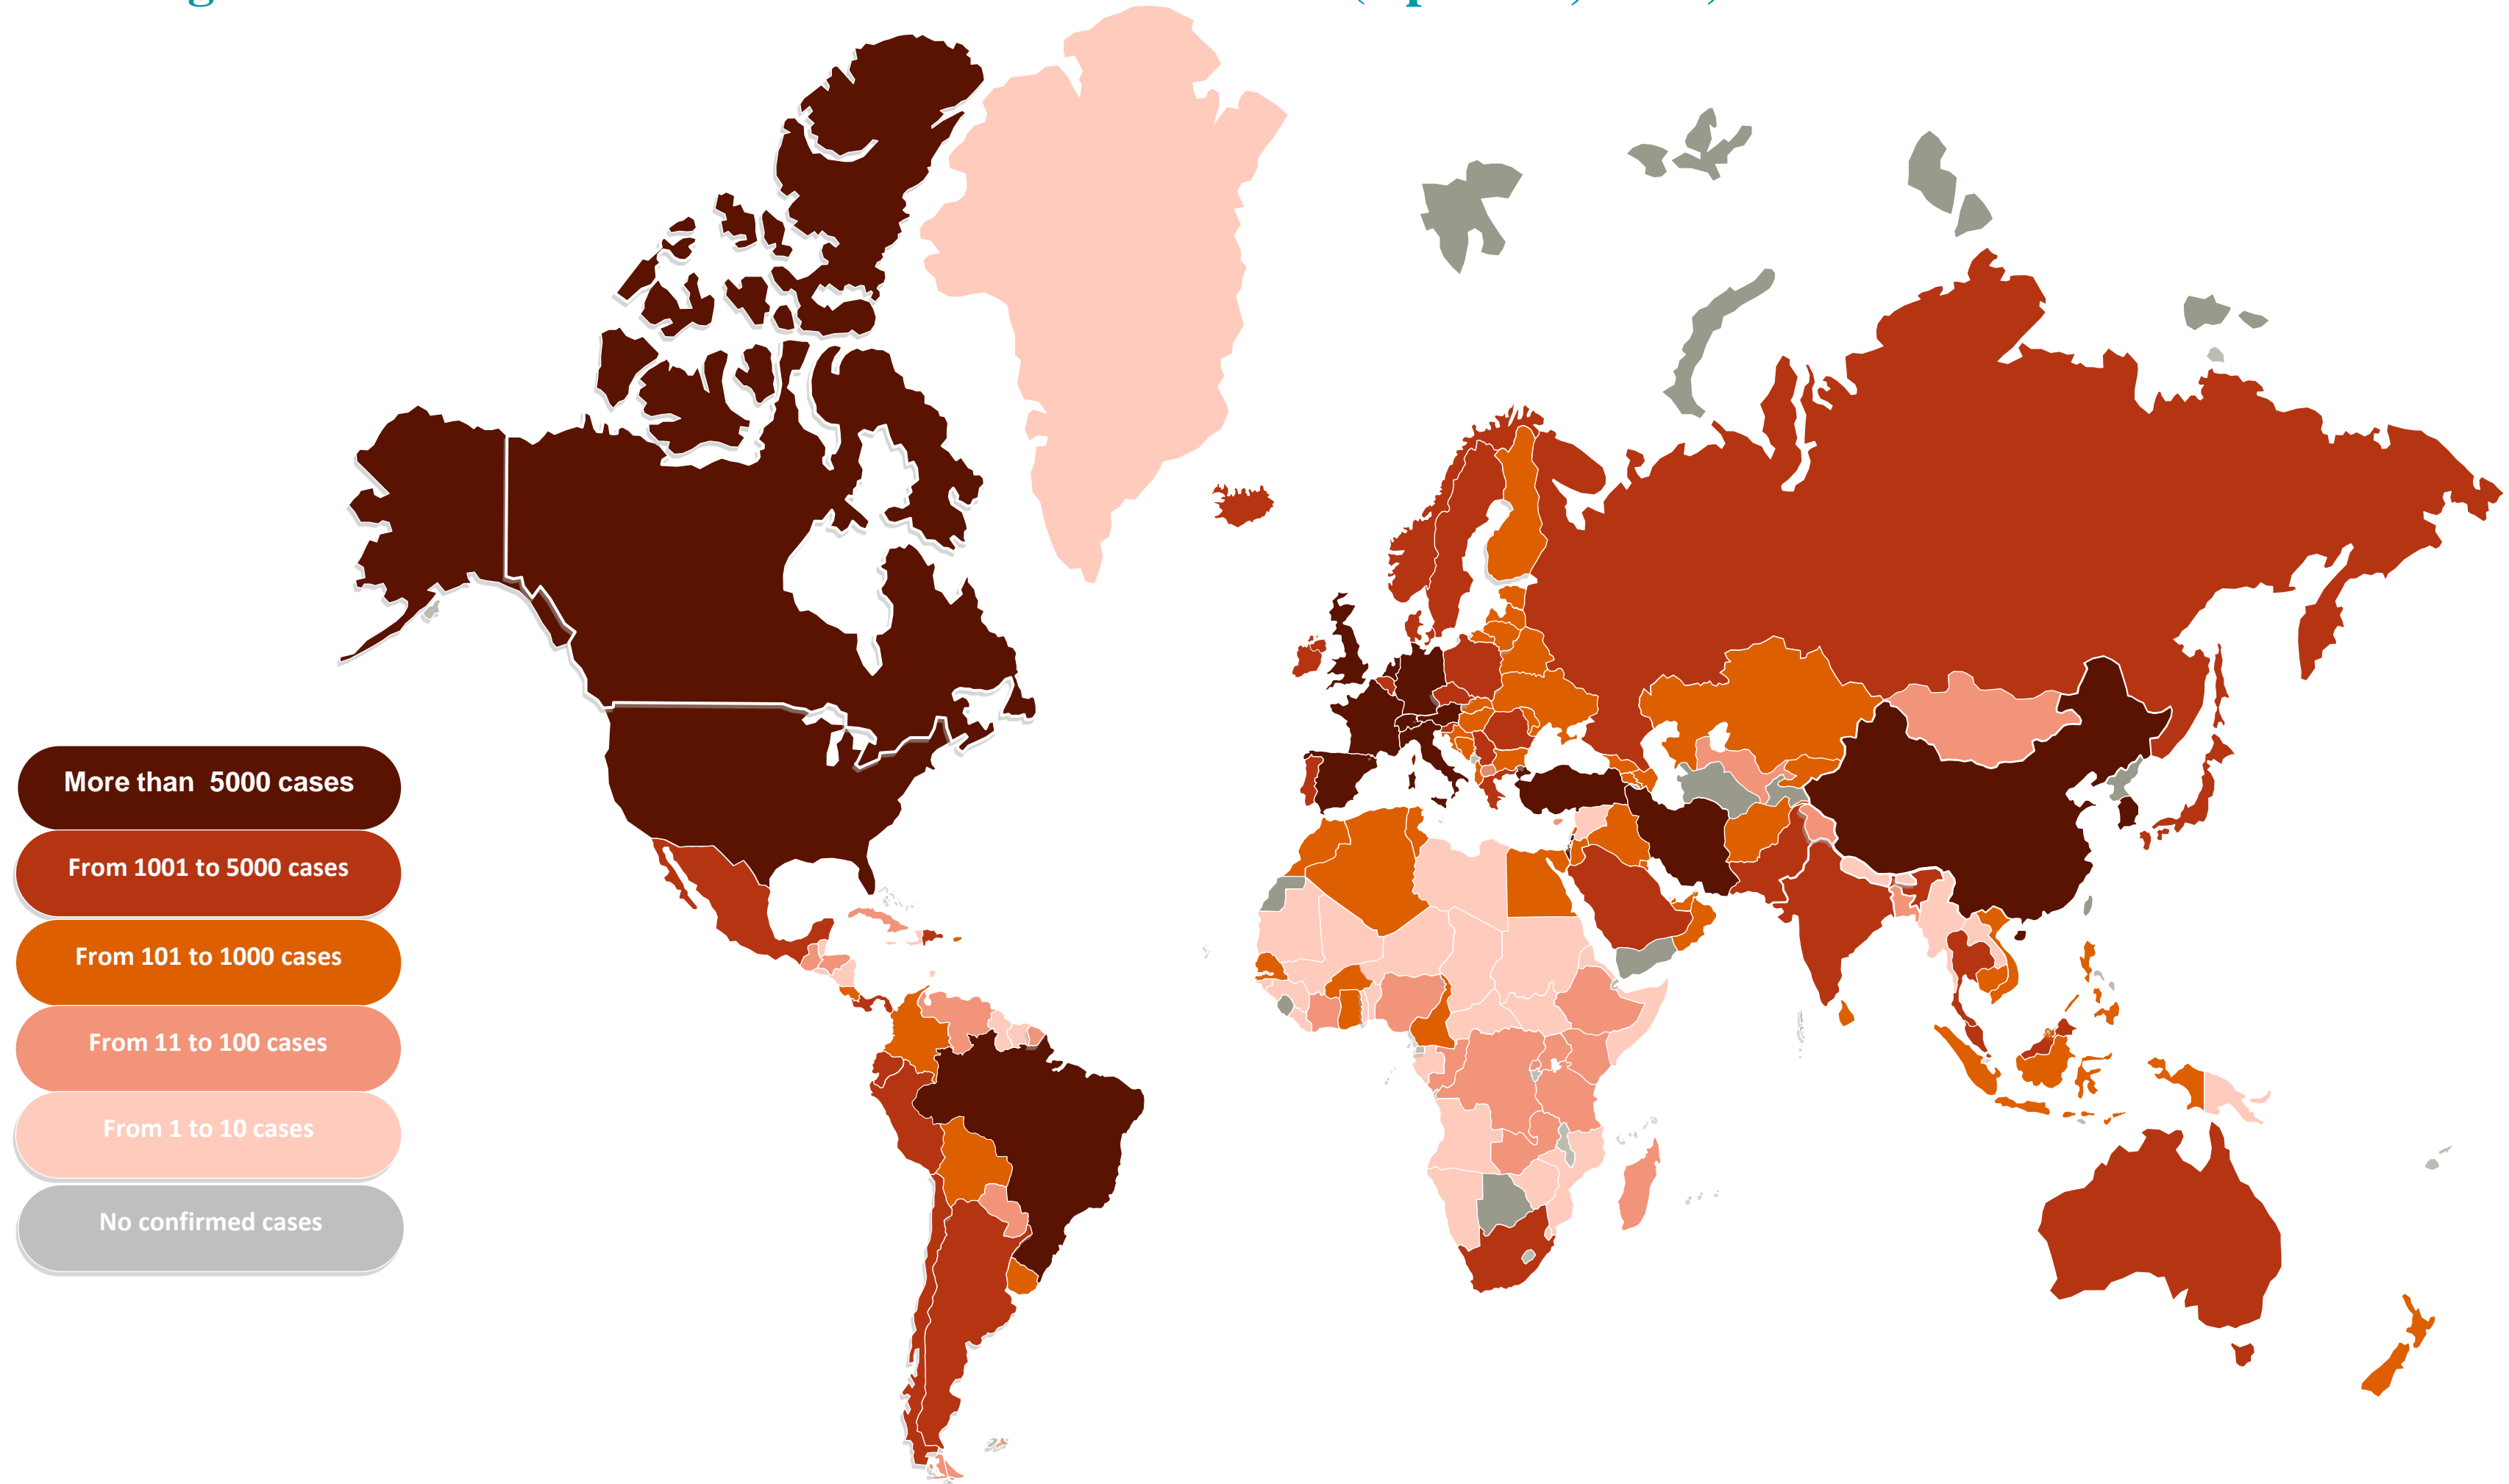 More than 5000 cases
From 1001 to 5000 cases
From 101 to 1000 cases
From 11 to 100 cases
From 1 to 10 cases
No confirmed cases